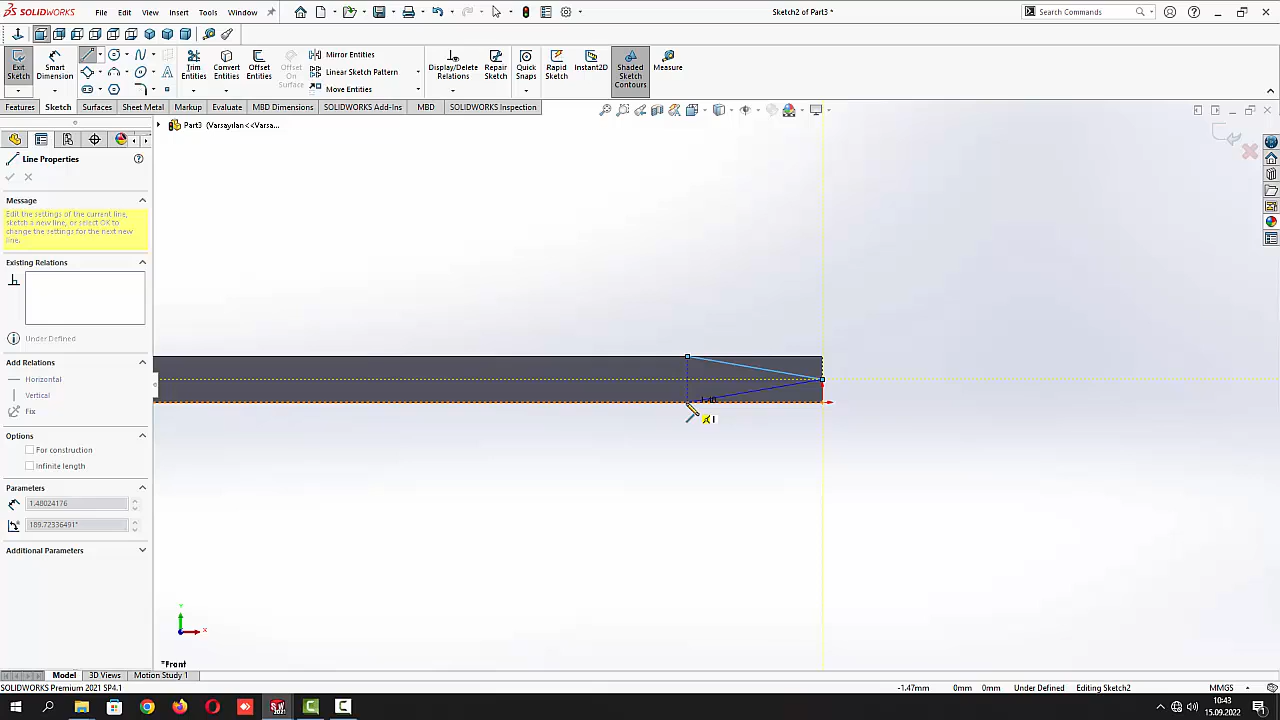 SOLIDWORKS File Edit View Insert Tools Window Sketch2 of Part3 * Search Commands
Exit Sketch Smart Dimension Trim Entities Convert Entities Offset Entities Offset On Surface Mirror Entities Linear Sketch Pattern Move Entities Display/Delete Relations Repair Sketch Quick Snaps Rapid Sketch Instant2D Shaded Sketch Contours Measure
Features Sketch Surfaces Sheet Metal Markup Evaluate MBD Dimensions SOLIDWORKS Add-Ins MBD SOLIDWORKS Inspection
Part3 (Varsayılan<<Varsa...
Line Properties
Message
Edit the settings of the current line, sketch a new line, or select OK to change the settings for the next new line.
Existing Relations
Under Defined
Add Relations
Horizontal
Vertical
Fix
Options
For construction
Infinite length
Parameters
1.48024176
189.72336491°
Additional Parameters
Y
X
*Front
Model 3D Views Motion Study 1
SOLIDWORKS Premium 2021 SP4.1 -1.47mm 0mm 0mm Under Defined Editing Sketch2 MMGS
10:43
15.09.2022